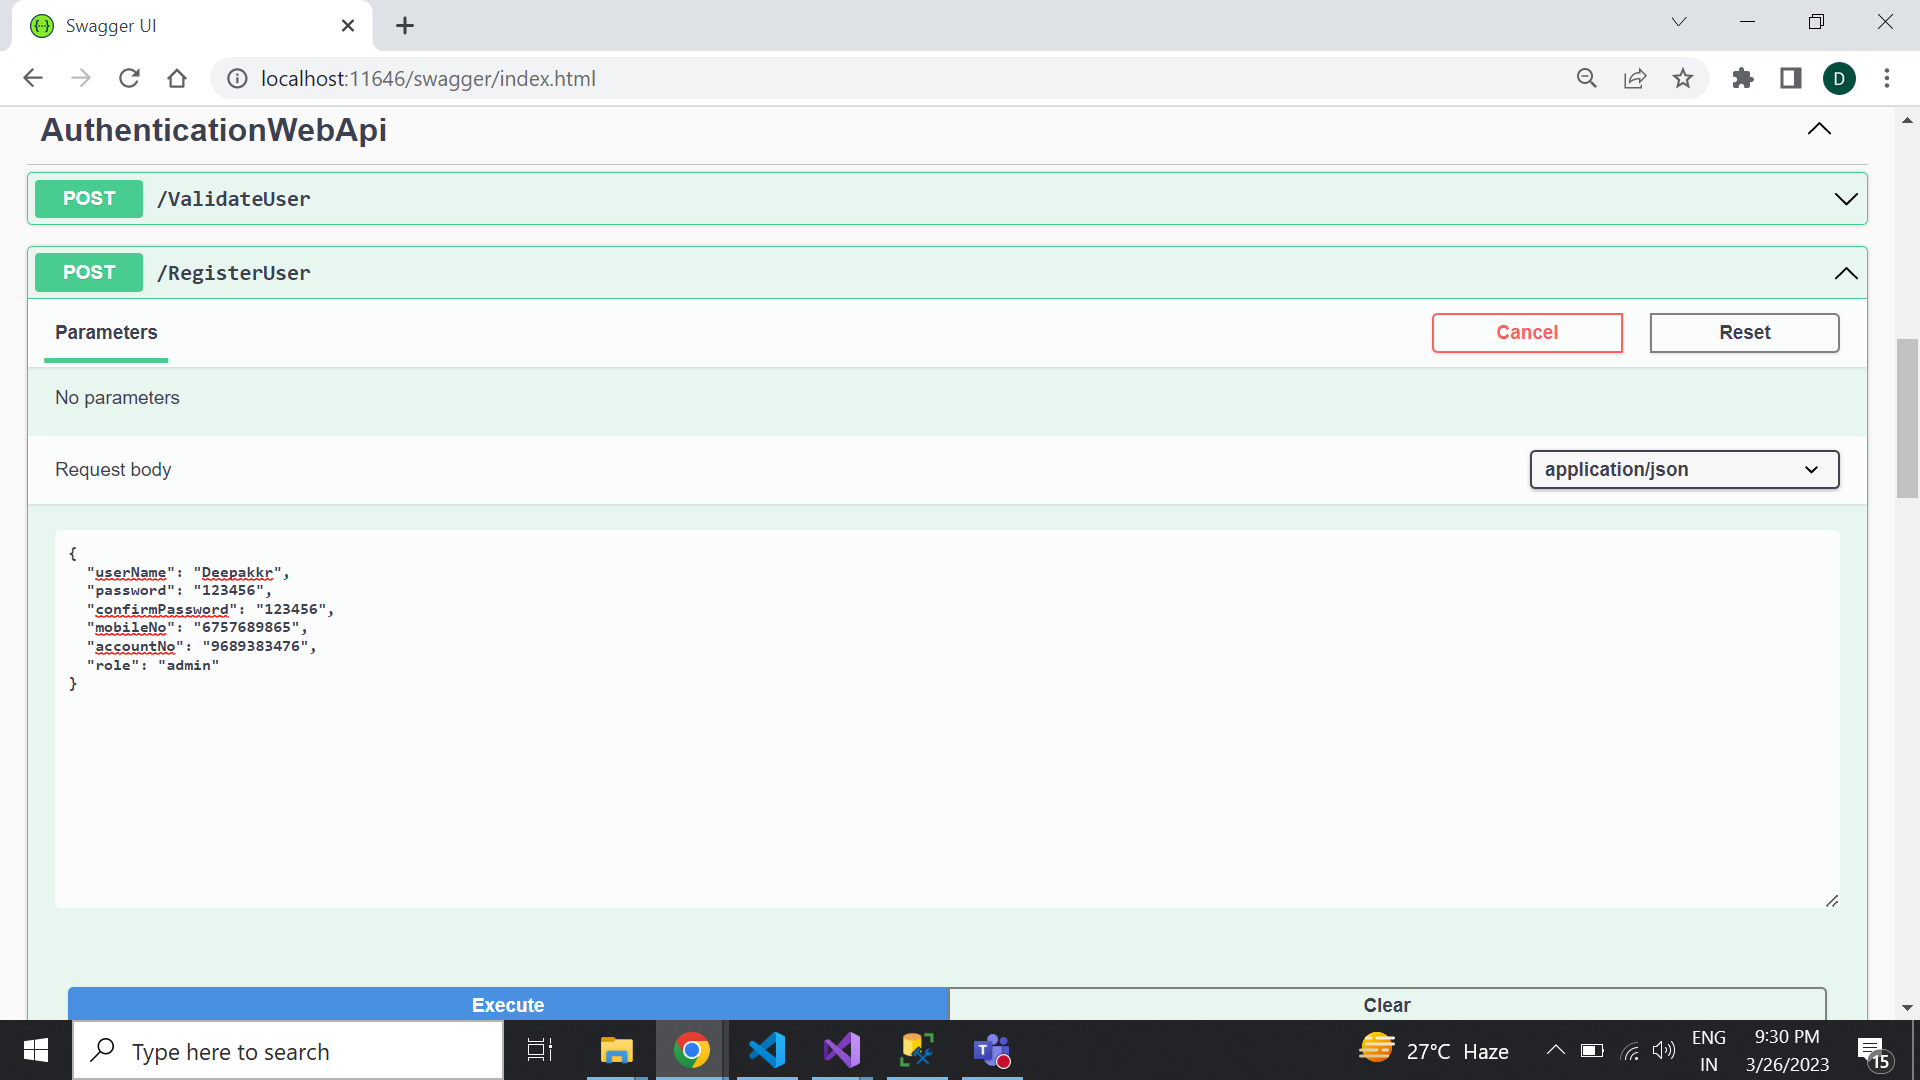 Swagger UI
localhost:11646/swagger/index.html
D
AuthenticationWebApi
POST /ValidateUser
POST /RegisterUser
Parameters
Cancel
Reset
No parameters
Request body
application/json
{
"userName": "Deepakkr",
"password": "123456",
"confirmPassword": "123456",
"mobileNo": "6757689865",
"accountNo": "9689383476",
"role": "admin"
}
Execute
Clear
Type here to search
T
27°C Haze
ENG
IN
9:30 PM
3/26/2023
15